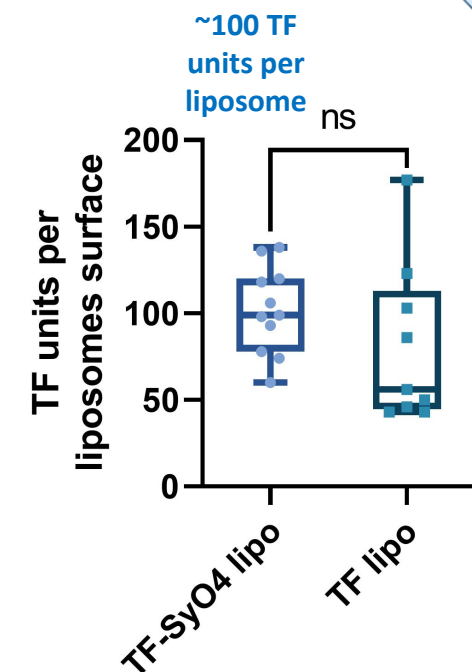 ~100 TF
units per
liposome
ns
TF units per
liposomes surface
200
150
100
50
0
TF-SyO4 lipo
TF lipo